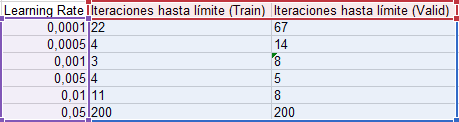 Learning Rate Iteraciones hasta límite (Train) Iteraciones hasta límite (Valid)
0,0001 22 67
0,0005 4 14
0,001 3 8
0,005 4 5
0,01 11 8
0,05 200 200